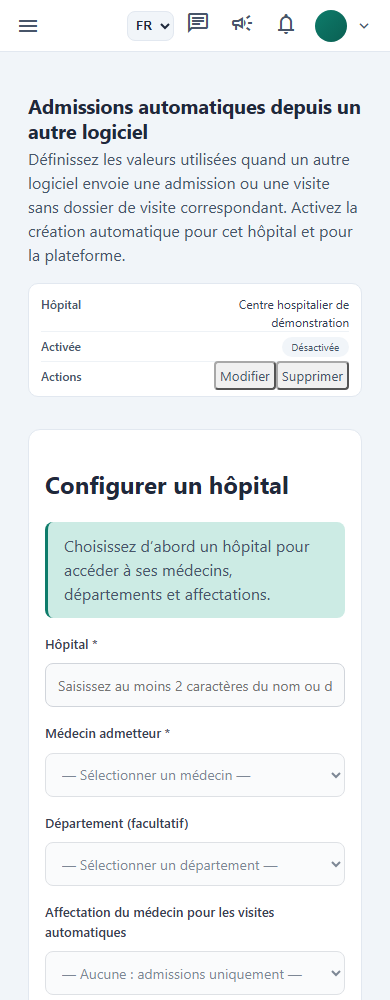 FR
Admissions automatiques depuis un
autre logiciel
Définissez les valeurs utilisées quand un autre
logiciel envoie une admission ou une visite
sans dossier de visite correspondant. Activez la
création automatique pour cet hôpital et pour
la plateforme.
Hôpital
Centre hospitalier de
démonstration
Activée
Désactivée
Actions
Modifier Supprimer
Configurer un hôpital
Choisissez d’abord un hôpital pour
accéder à ses médecins,
départements et affectations.
Hôpital *
Saisissez au moins 2 caractères du nom ou d
Médecin admetteur *
— Sélectionner un médecin —
Département (facultatif)
— Sélectionner un département —
Affectation du médecin pour les visites
automatiques
— Aucune : admissions uniquement —